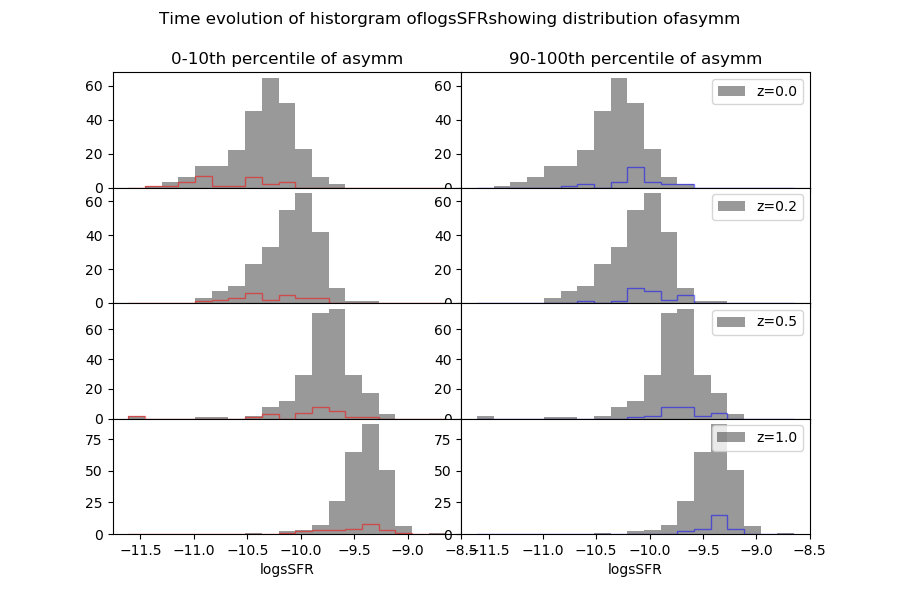 Time evolution of historgram oflogsSFRshowing distribution ofasymm
0-10th percentile of asymm 90-100th percentile of asymm
60 60 z=0.0
40 40
20 20
0 0
60 60 z=0.2
40 40
20 20
0 0
60 60 z=0.5
40 40
20 20
0 0
75 75 z=1.0
50 50
25 25
0 0
−11.5 −11.0 −10.5 −10.0 −9.5 −9.0 −8.5 −11.5 −11.0 −10.5 −10.0 −9.5 −9.0 −8.5
logsSFR logsSFR